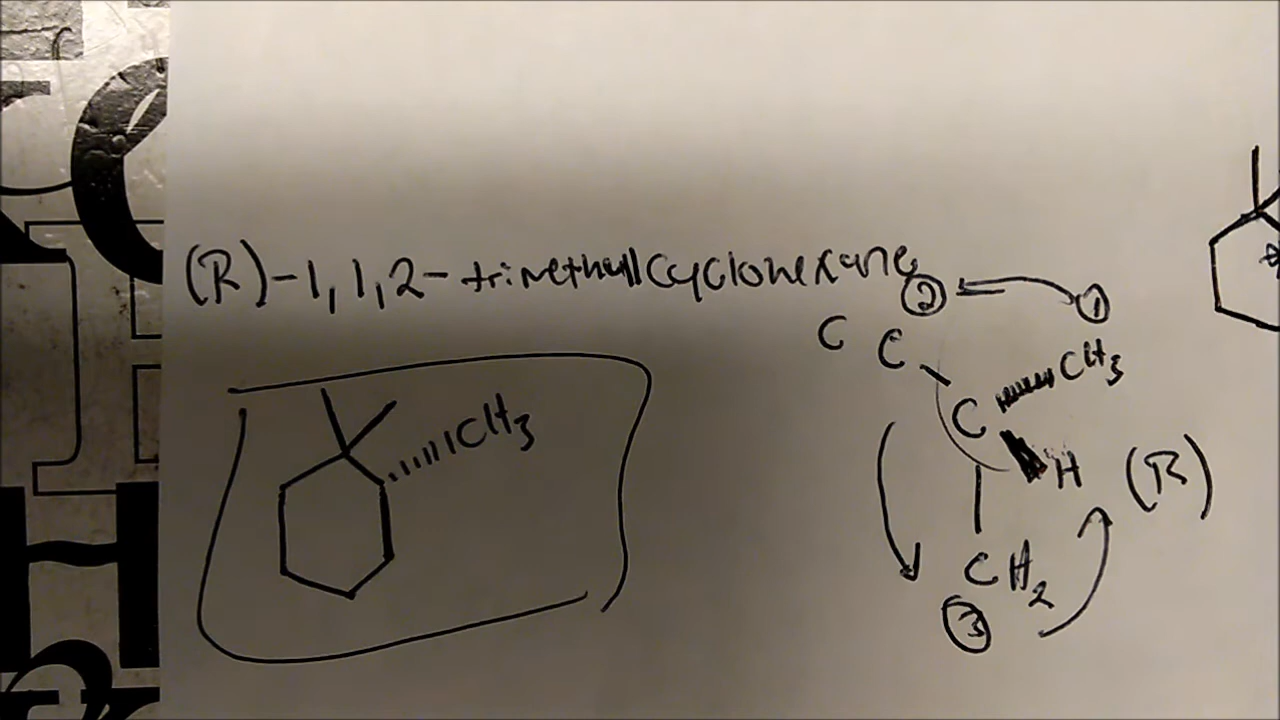 (R)-1,1,2-trimethylcyclohexane
② ①
C C
C CH3
H (R)
CH2
③
CH3